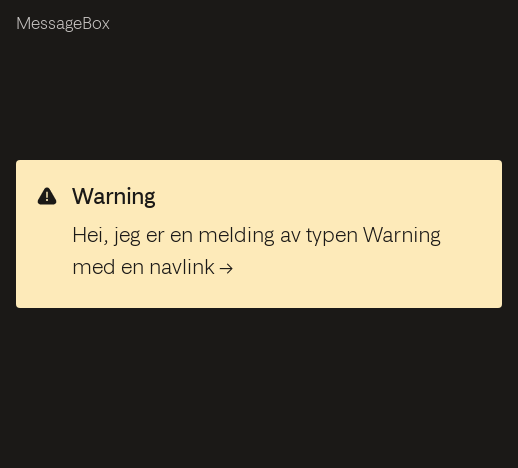 MessageBox
Warning
Hei, jeg er en melding av typen Warning
med en navlink →